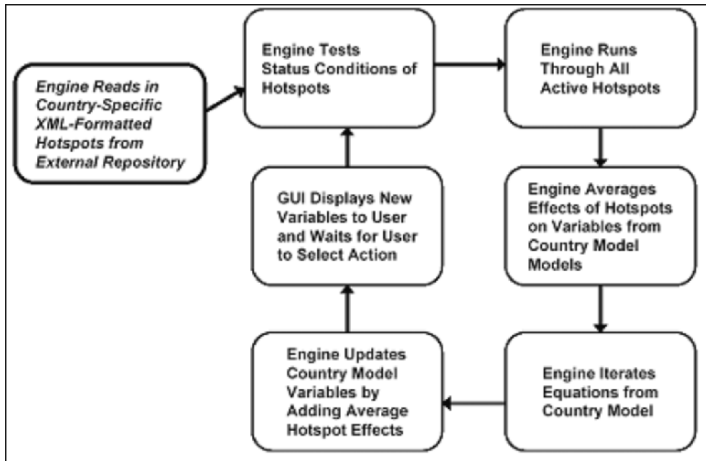 Engine Reads in
Country-Specific
XML-Formatted
Hotspots from
External Repository
Engine Tests
Status Conditions of
Hotspots
Engine Runs
Through All
Active Hotspots
Engine Averages
Effects of Hotspots
on Variables from
Country Model
Models
Engine Iterates
Equations from
Country Model
Engine Updates
Country Model
Variables by
Adding Average
Hotspot Effects
GUI Displays New
Variables to User
and Waits for User
to Select Action